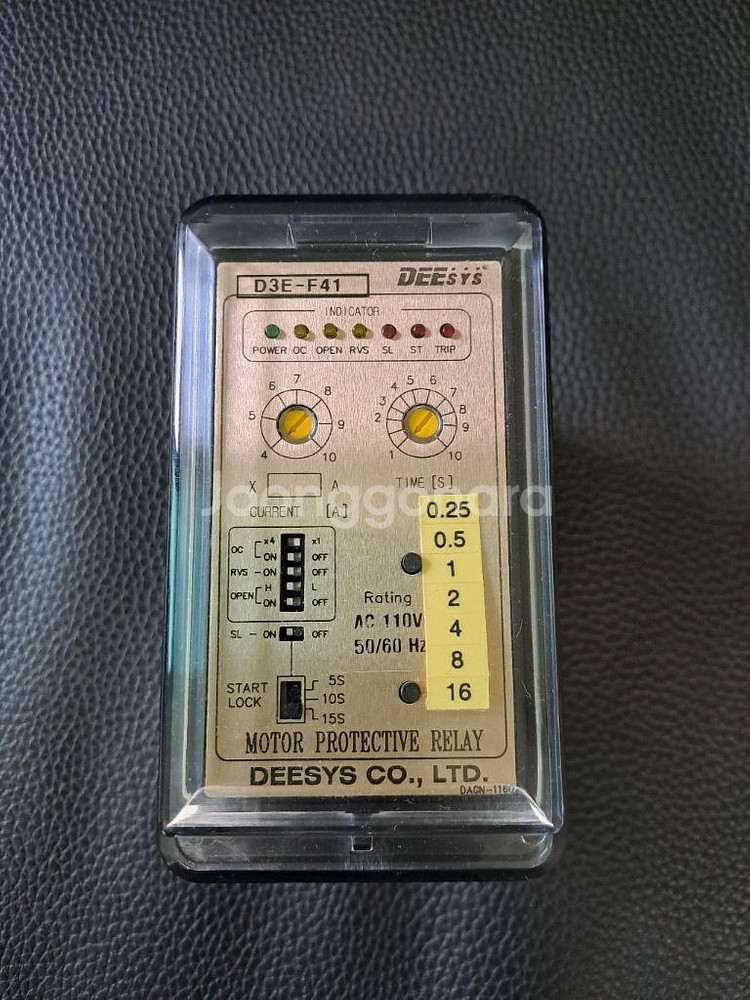 D3E-F41
DEESYS
INDICATOR
POWER OC OPEN RVS SL ST TRIP
4 5 6 7 8 9 10
1 2 3 4 5 6 7 8 9 10
X A
CURRENT [A]
TIME [S]
Joonggonara
0.25
0.5
1
2
4
8
16
OC x4 x1
ON OFF
RVS - ON OFF
OPEN H L
ON OFF
SL - ON OFF
Rating
AC 110V
50/60 Hz
START LOCK
5S
10S
15S
MOTOR PROTECTIVE RELAY
DEESYS CO., LTD.
DACN-1160